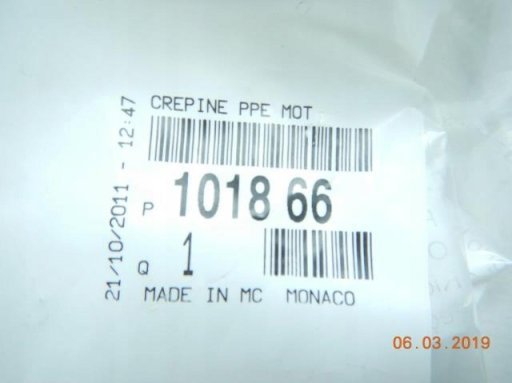 CREPINE PPE MOT
21/10/2011 - 12:47
P 1018 66
Q 1
MADE IN MC MONACO
06.03.2019